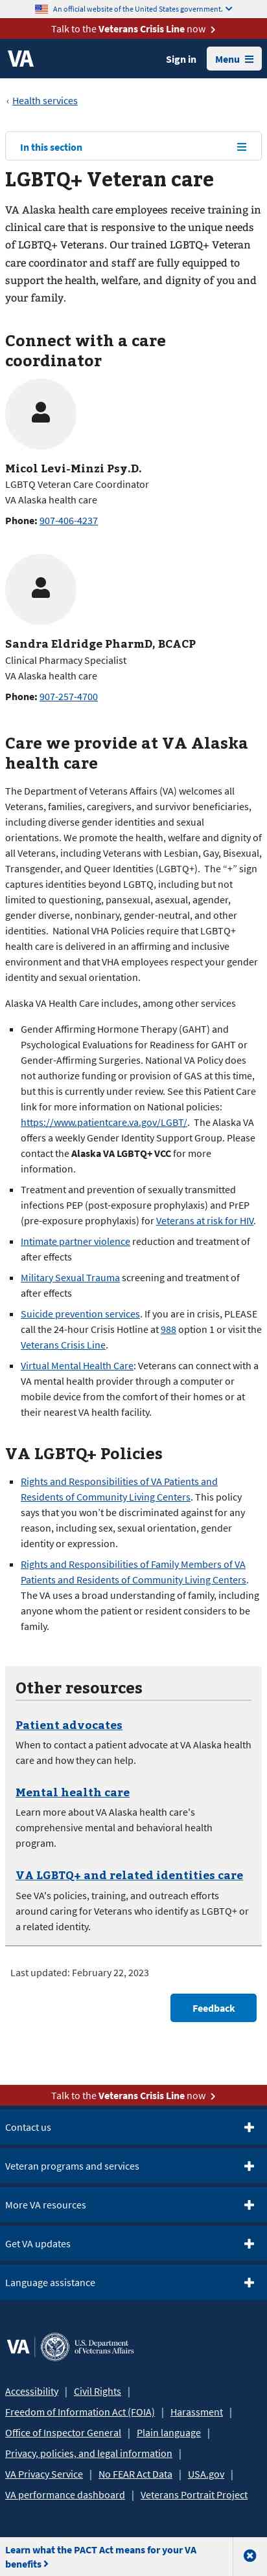 An official website of the United States government.
Talk to the Veterans Crisis Line now
VA
Sign in
Menu
‹ Health services
In this section
LGBTQ+ Veteran care
VA Alaska health care employees receive training in
clinical care that is responsive to the unique needs
of LGBTQ+ Veterans. Our trained LGBTQ+ Veteran
care coordinator and staff are fully equipped to
support the health, welfare, and dignity of you and
your family.
Connect with a care
coordinator
Micol Levi-Minzi Psy.D.
LGBTQ Veteran Care Coordinator
VA Alaska health care
Phone: 907-406-4237
Sandra Eldridge PharmD, BCACP
Clinical Pharmacy Specialist
VA Alaska health care
Phone: 907-257-4700
Care we provide at VA Alaska
health care
The Department of Veterans Affairs (VA) welcomes all
Veterans, families, caregivers, and survivor beneficiaries,
including diverse gender identities and sexual
orientations. We promote the health, welfare and dignity of
all Veterans, including Veterans with Lesbian, Gay, Bisexual,
Transgender, and Queer Identities (LGBTQ+). The “+” sign
captures identities beyond LGBTQ, including but not
limited to questioning, pansexual, asexual, agender,
gender diverse, nonbinary, gender-neutral, and other
identities. National VHA Policies require that LGBTQ+
health care is delivered in an affirming and inclusive
environment and that VHA employees respect your gender
identity and sexual orientation.
Alaska VA Health Care includes, among other services
▪ Gender Affirming Hormone Therapy (GAHT) and
Psychological Evaluations for Readiness for GAHT or
Gender-Affirming Surgeries. National VA Policy does
not authorize funding or provision of GAS at this time,
but this is currently under review. See this Patient Care
link for more information on National policies:
https://www.patientcare.va.gov/LGBT/. The Alaska VA
offers a weekly Gender Identity Support Group. Please
contact the Alaska VA LGBTQ+ VCC for more
information.
▪ Treatment and prevention of sexually transmitted
infections PEP (post-exposure prophylaxis) and PrEP
(pre-exposure prophylaxis) for Veterans at risk for HIV.
▪ Intimate partner violence reduction and treatment of
after effects
▪ Military Sexual Trauma screening and treatment of
after effects
▪ Suicide prevention services. If you are in crisis, PLEASE
call the 24-hour Crisis Hotline at 988 option 1 or visit the
Veterans Crisis Line.
▪ Virtual Mental Health Care: Veterans can connect with a
VA mental health provider through a computer or
mobile device from the comfort of their homes or at
their nearest VA health facility.
VA LGBTQ+ Policies
▪ Rights and Responsibilities of VA Patients and
Residents of Community Living Centers. This policy
says that you won’t be discriminated against for any
reason, including sex, sexual orientation, gender
identity or expression.
▪ Rights and Responsibilities of Family Members of VA
Patients and Residents of Community Living Centers.
The VA uses a broad understanding of family, including
anyone that the patient or resident considers to be
family.
Other resources
Patient advocates
When to contact a patient advocate at VA Alaska health
care and how they can help.
Mental health care
Learn more about VA Alaska health care's
comprehensive mental and behavioral health
program.
VA LGBTQ+ and related identities care
See VA's policies, training, and outreach efforts
around caring for Veterans who identify as LGBTQ+ or
a related identity.
Last updated: February 22, 2023
Feedback
Talk to the Veterans Crisis Line now
Contact us
Veteran programs and services
More VA resources
Get VA updates
Language assistance
VA | U.S. Department
of Veterans Affairs
Accessibility | Civil Rights |
Freedom of Information Act (FOIA) | Harassment |
Office of Inspector General | Plain language |
Privacy, policies, and legal information |
VA Privacy Service | No FEAR Act Data | USA.gov |
VA performance dashboard | Veterans Portrait Project
Learn what the PACT Act means for your VA
benefits